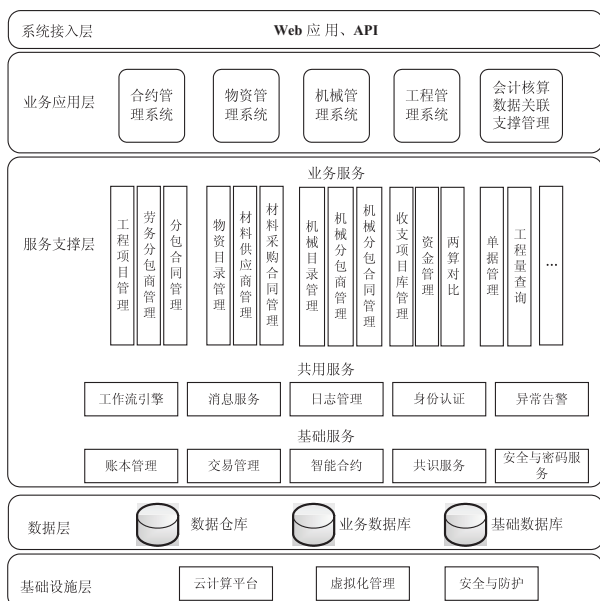 系统接入层
Web 应 用、API
业务应用层
合约管
理系统
物资管
理系统
机械管
理系统
工程管
理系统
会计核算
数据关联
支撑管理
服务支撑层
业务服务
工程项目管理
劳务分包商管理
分包合同管理
物资目录管理
材料供应商管理
材料采购合同管理
机械目录管理
机械分包商管理
机械分包合同管理
收支项目库管理
资金管理
两算对比
单据管理
工程量查询
...
共用服务
工作流引擎
消息服务
日志管理
身份认证
异常告警
基础服务
账本管理
交易管理
智能合约
共识服务
安全与密码服
务
数据层
数据仓库
业务数据库
基础数据库
基础设施层
云计算平台
虚拟化管理
安全与防护